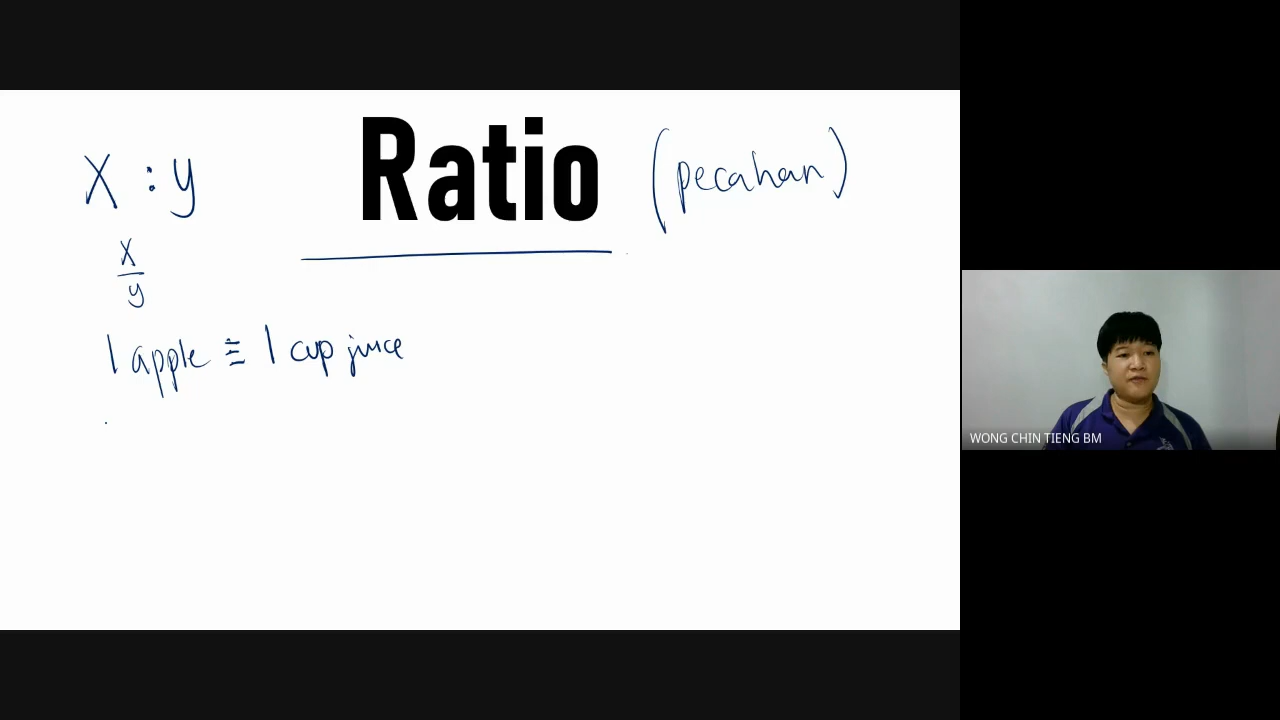 x : y Ratio (pecahan)
x
y
1 apple ≡ 1 cup juice
WONG CHIN TIENG BM